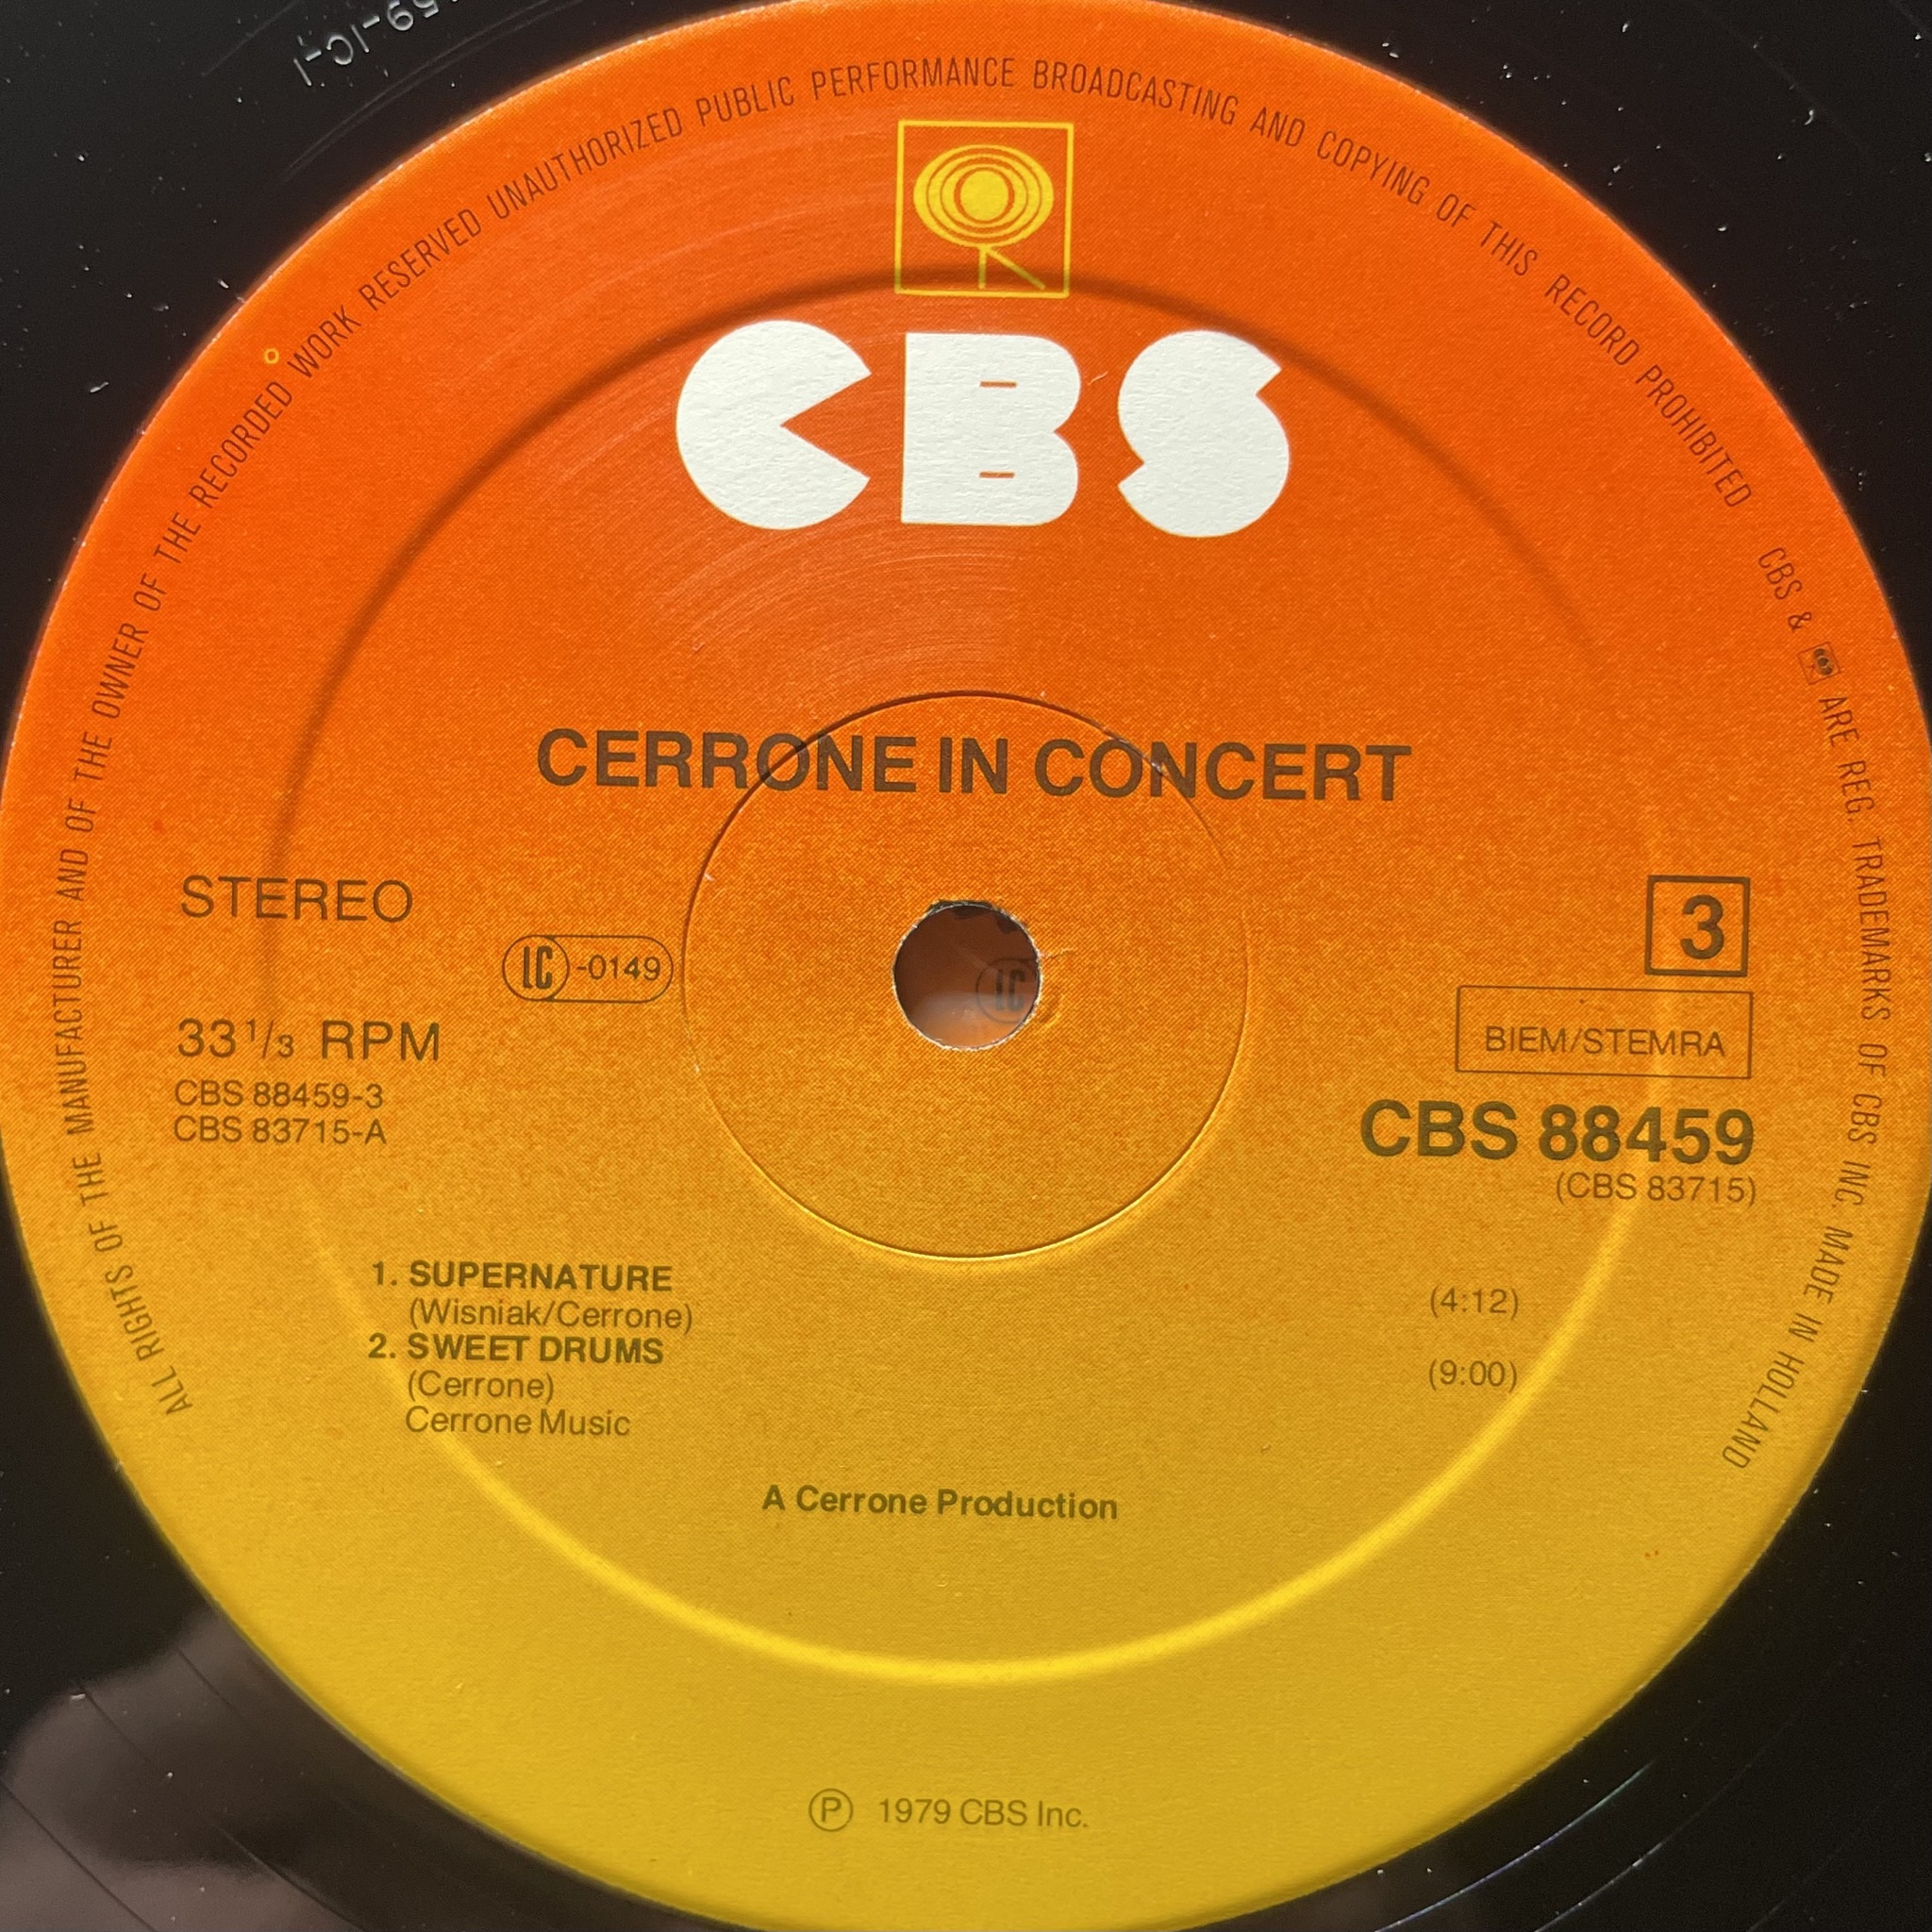 59-1C-1
ALL RIGHTS OF THE MANUFACTURER AND OF THE OWNER OF THE RECORDED WORK RESERVED UNAUTHORIZED PUBLIC PERFORMANCE BROADCASTING AND COPYING OF THIS RECORD PROHIBITED CBS & ARE REG. TRADEMARKS OF CBS INC. MADE IN HOLLAND
CBS
CERRONE IN CONCERT
STEREO
3
LC-0149
LC
BIEM/STEMRA
33 1/3 RPM
CBS 88459-3
CBS 83715-A
CBS 88459
(CBS 83715)
1. SUPERNATURE (4:12)
(Wisniak/Cerrone)
2. SWEET DRUMS (9:00)
(Cerrone)
Cerrone Music
A Cerrone Production
Ⓟ 1979 CBS Inc.